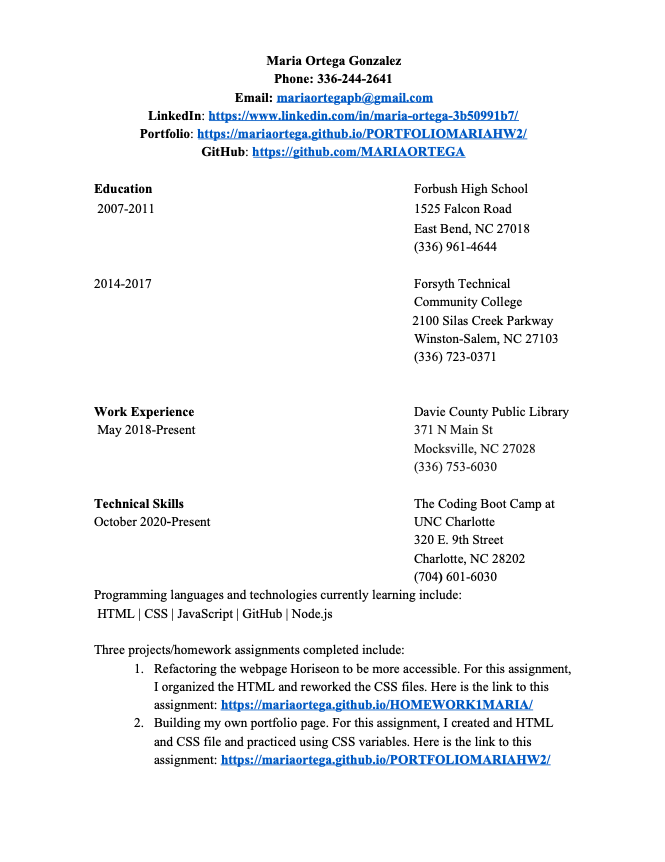 Maria Ortega Gonzalez
Phone: 336-244-2641
Email: mariaortegapb@gmail.com
LinkedIn: https://www.linkedin.com/in/maria-ortega-3b50991b7/
Portfolio: https://mariaortega.github.io/PORTFOLIOMARIAHW2/
GitHub: https://github.com/MARIAORTEGA
Education Forbush High School
2007-2011 1525 Falcon Road
East Bend, NC 27018
(336) 961-4644
2014-2017 Forsyth Technical
Community College
2100 Silas Creek Parkway
Winston-Salem, NC 27103
(336) 723-0371
Work Experience Davie County Public Library
May 2018-Present 371 N Main St
Mocksville, NC 27028
(336) 753-6030
Technical Skills The Coding Boot Camp at
October 2020-Present UNC Charlotte
320 E. 9th Street
Charlotte, NC 28202
(704) 601-6030
Programming languages and technologies currently learning include:
HTML | CSS | JavaScript | GitHub | Node.js
Three projects/homework assignments completed include:
1. Refactoring the webpage Horiseon to be more accessible. For this assignment,
I organized the HTML and reworked the CSS files. Here is the link to this
assignment: https://mariaortega.github.io/HOMEWORK1MARIA/
2. Building my own portfolio page. For this assignment, I created and HTML
and CSS file and practiced using CSS variables. Here is the link to this
assignment: https://mariaortega.github.io/PORTFOLIOMARIAHW2/